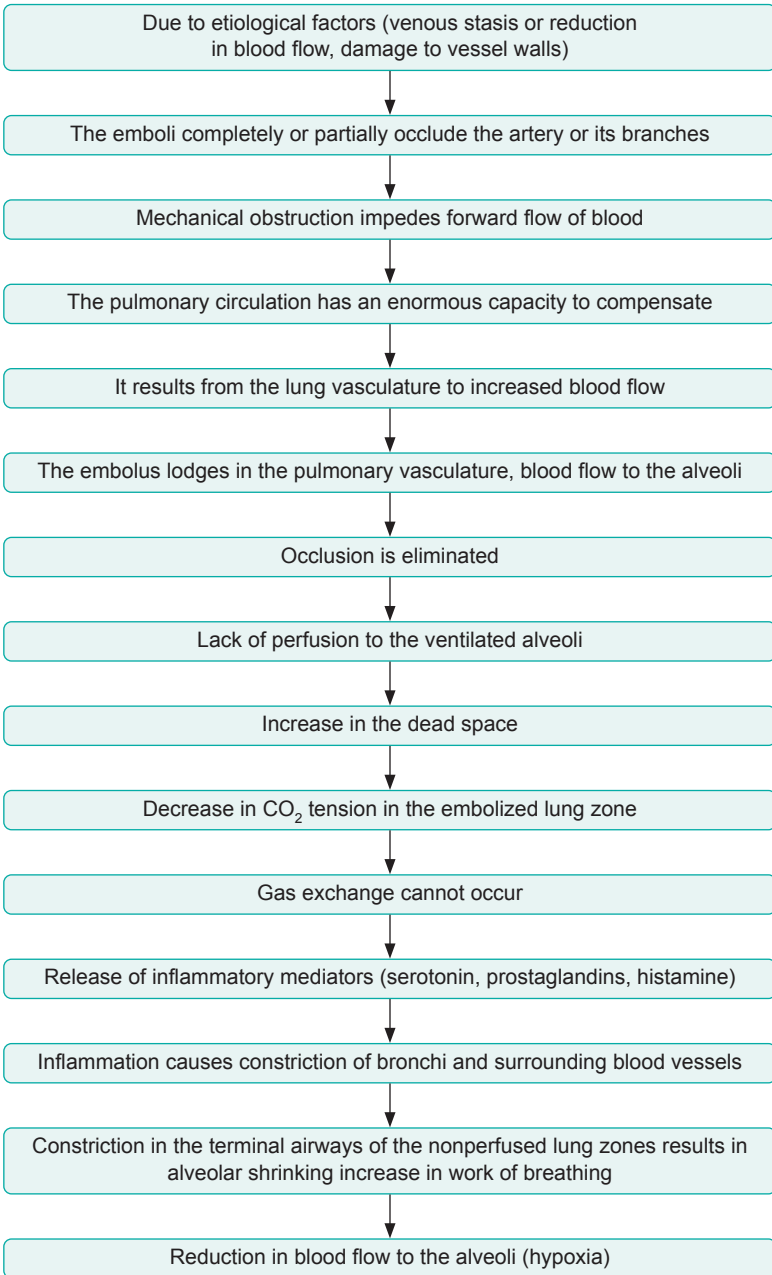 Due to etiological factors (venous stasis or reduction
in blood flow, damage to vessel walls)
The emboli completely or partially occlude the artery or its branches
Mechanical obstruction impedes forward flow of blood
The pulmonary circulation has an enormous capacity to compensate
It results from the lung vasculature to increased blood flow
The embolus lodges in the pulmonary vasculature, blood flow to the alveoli
Occlusion is eliminated
Lack of perfusion to the ventilated alveoli
Increase in the dead space
Decrease in CO₂ tension in the embolized lung zone
Gas exchange cannot occur
Release of inflammatory mediators (serotonin, prostaglandins, histamine)
Inflammation causes constriction of bronchi and surrounding blood vessels
Constriction in the terminal airways of the nonperfused lung zones results in
alveolar shrinking increase in work of breathing
Reduction in blood flow to the alveoli (hypoxia)